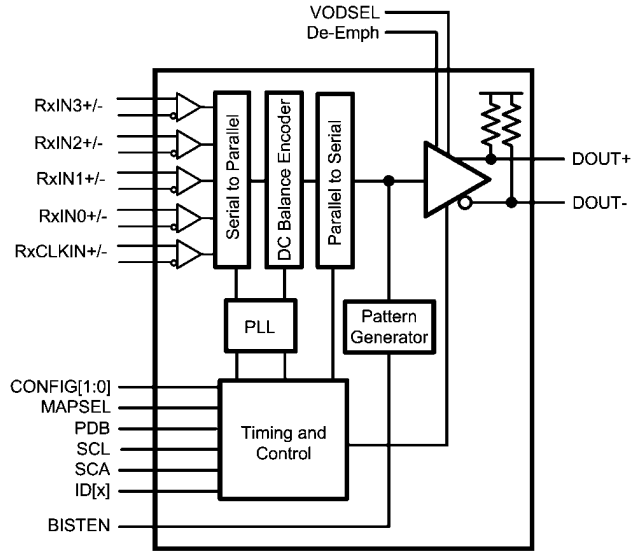 VODSEL
De-Emph
RxIN3+/-
RxIN2+/-
RxIN1+/-
RxIN0+/-
RxCLKIN+/-
Serial to Parallel
DC Balance Encoder
Parallel to Serial
DOUT+
DOUT-
PLL
Pattern
Generator
CONFIG[1:0]
MAPSEL
PDB
SCL
SCA
ID[x]
BISTEN
Timing and
Control